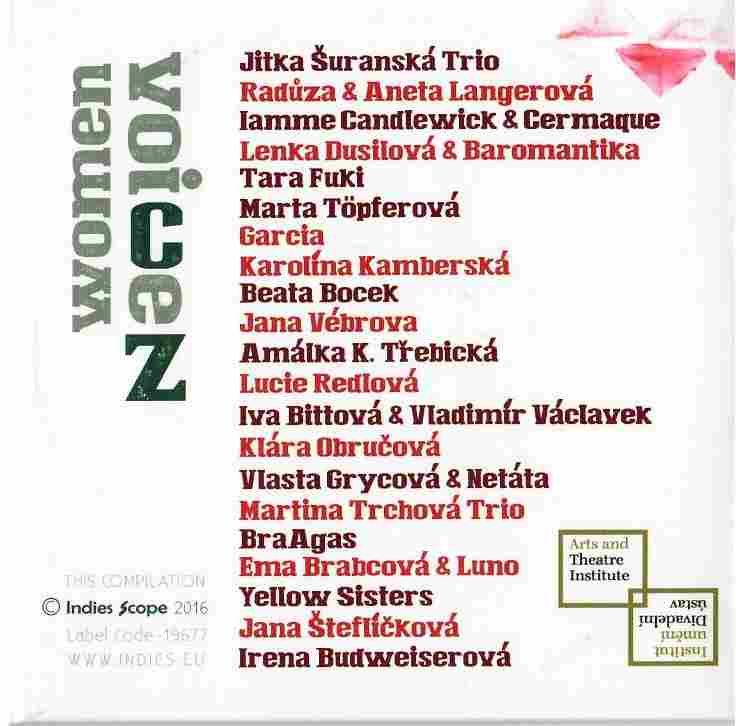 women
voicez
Jitka Šuranská Trio
Radůza & Aneta Langerová
Iamme Candlewick & Cermaque
Lenka Dusilová & Baromantika
Tara Fuki
Marta Töpferová
Garcia
Karolína Kamberská
Beata Bocek
Jana Vébrova
Amálka K. Třebická
Lucie Redlová
Iva Bittová & Vladimír Václavek
Klára Obručová
Vlasta Grycová & Netáta
Martina Trchová Trio
BraAgas
Ema Brabcová & Luno
Yellow Sisters
Jana Šteflíčková
Irena Budweiserová
THIS COMPILATION
© Indies Scope 2016
Label Code -19677
WWW.INDIES.EU
Arts and
Theatre
Institute
Institut
umění
Divadelní
ústav